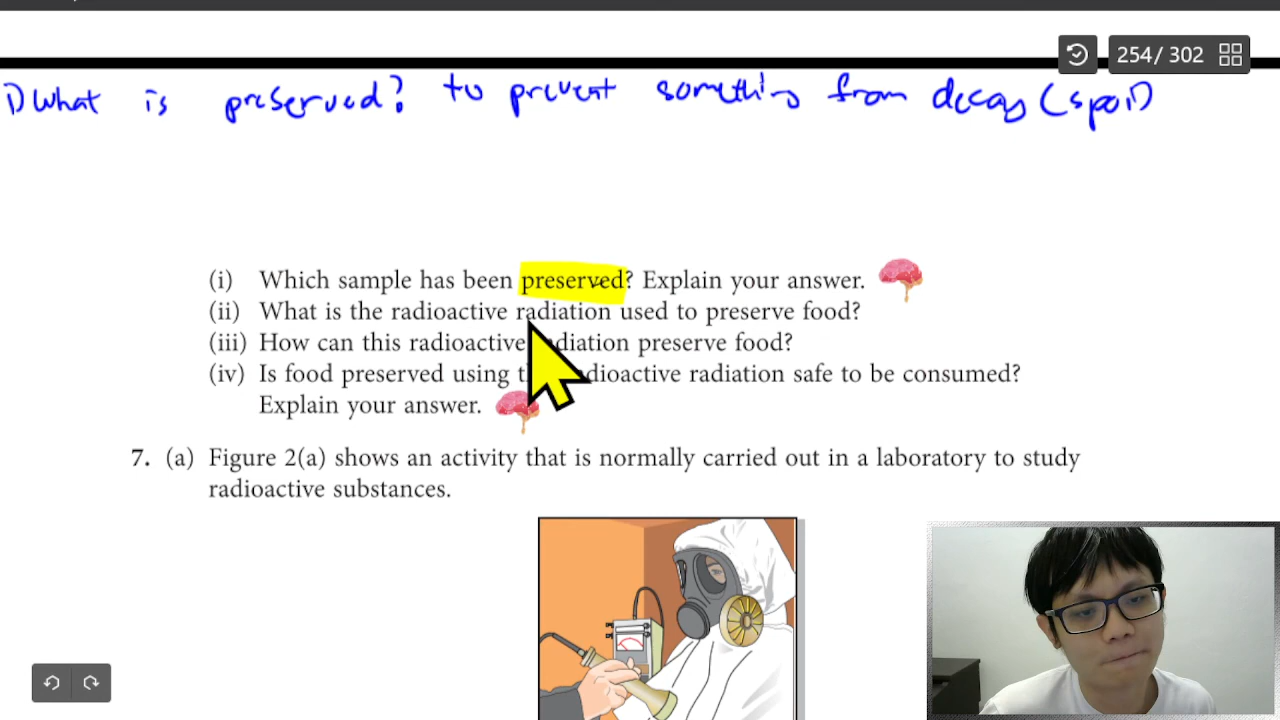 254/ 302
1) What is preserved? to prevent something from decay (spoil)
(i) Which sample has been preserved? Explain your answer.
(ii) What is the radioactive radiation used to preserve food?
(iii) How can this radioactive radiation preserve food?
(iv) Is food preserved using radioactive radiation safe to be consumed?
Explain your answer.
7. (a) Figure 2(a) shows an activity that is normally carried out in a laboratory to study
radioactive substances.